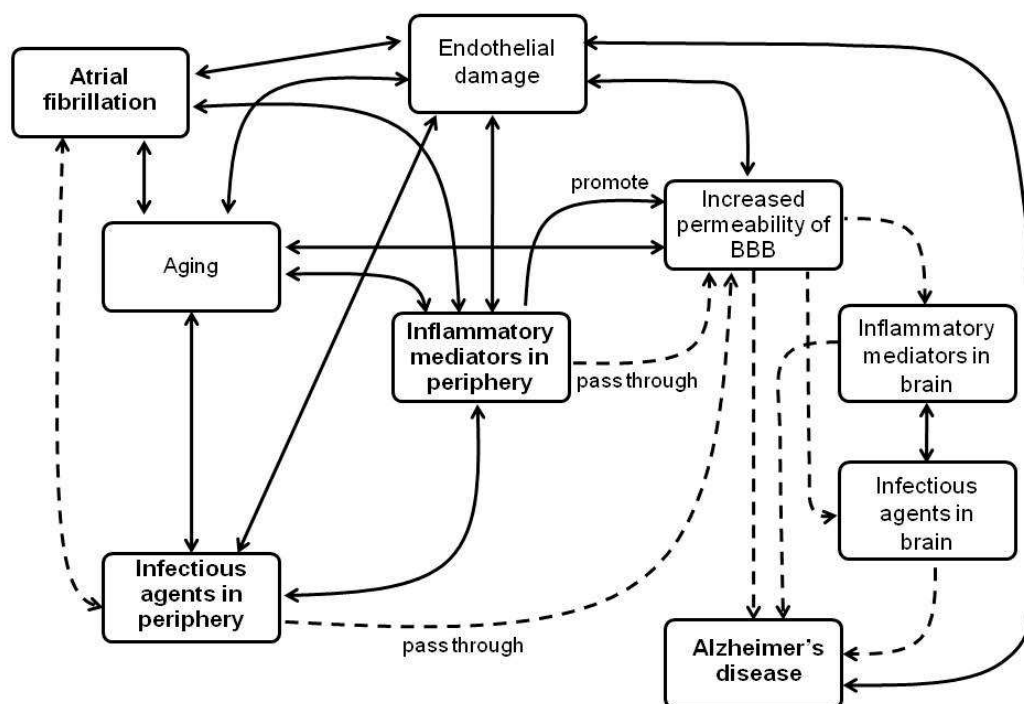 Endothelial
damage
Atrial
fibrillation
promote
Increased
permeability of
BBB
Aging
Inflammatory
mediators in
periphery
pass through
Inflammatory
mediators in
brain
Infectious
agents in
brain
Infectious
agents in
periphery
pass through
Alzheimer's
disease